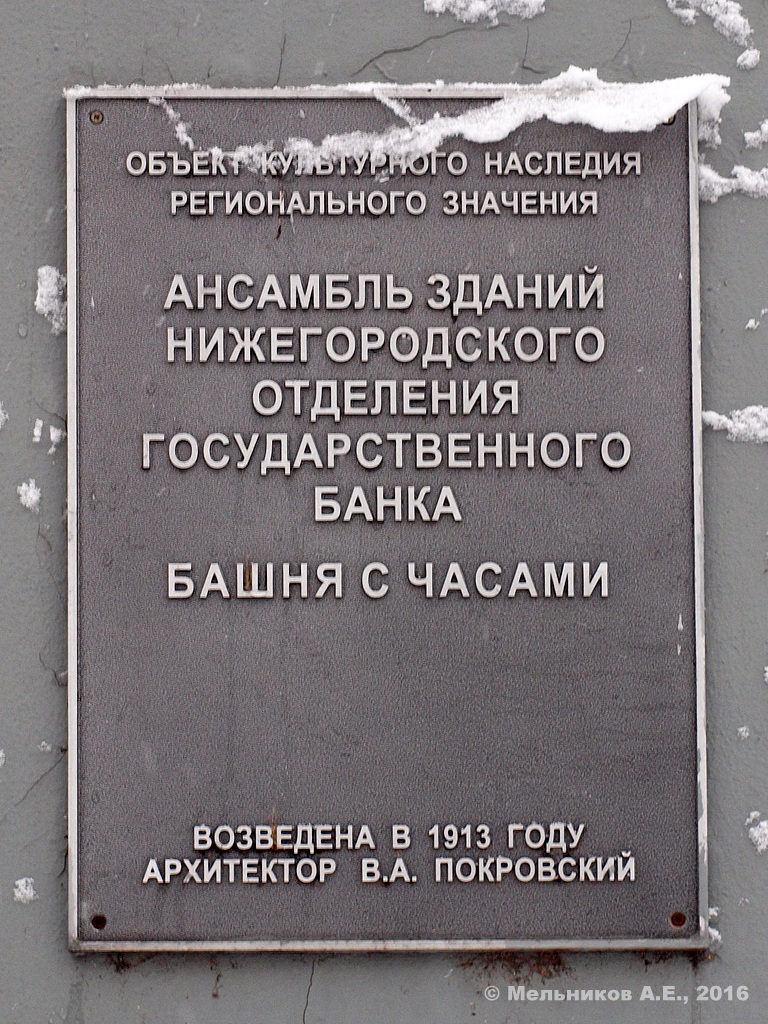 ОБЪЕКТ КУЛЬТУРНОГО НАСЛЕДИЯ
РЕГИОНАЛЬНОГО ЗНАЧЕНИЯ
АНСАМБЛЬ ЗДАНИЙ
НИЖЕГОРОДСКОГО
ОТДЕЛЕНИЯ
ГОСУДАРСТВЕННОГО
БАНКА
БАШНЯ С ЧАСАМИ
ВОЗВЕДЕНА В 1913 ГОДУ
АРХИТЕКТОР В.А. ПОКРОВСКИЙ
© Мельников А.Е., 2016